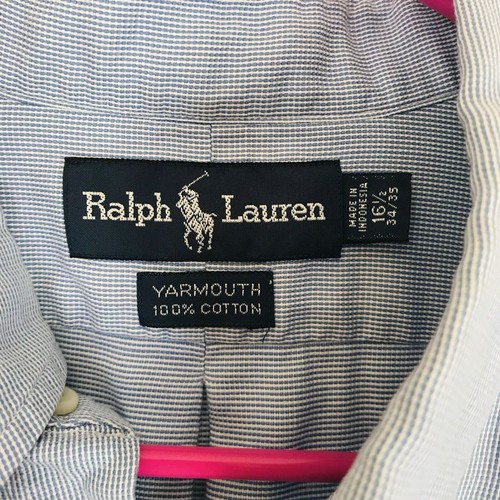 Ralph Lauren
MADE IN
INDONESIA
16½
34/35
YARMOUTH
100% COTTON